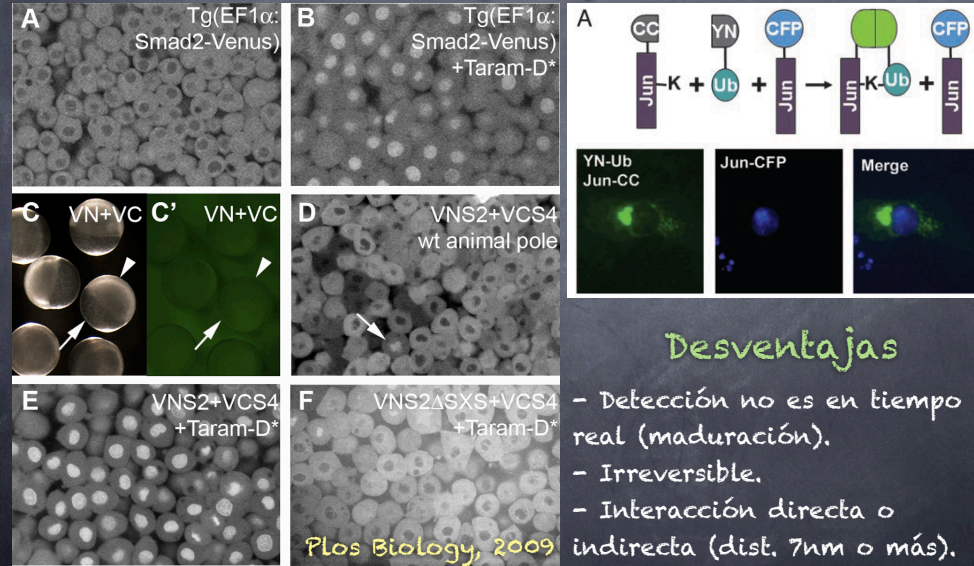 A
Tg(EF1α:
Smad2-Venus)
B
Tg(EF1α:
Smad2-Venus)
+Taram-D*
C
VN+VC
C'
VN+VC
D
VNS2+VCS4
wt animal pole
E
VNS2+VCS4
+Taram-D*
F
VNS2ΔSXS+VCS4
+Taram-D*
Plos Biology, 2009
A
CC
YN
CFP
CFP
Jun
K
+
Ub
+
Jun
Jun
K
Ub
+
Jun
YN-Ub
Jun-CC
Jun-CFP
Merge
Desventajas
- Detección no es en tiempo
real (maduración).
- Irreversible.
- Interacción directa o
indirecta (dist. 7nm o más).